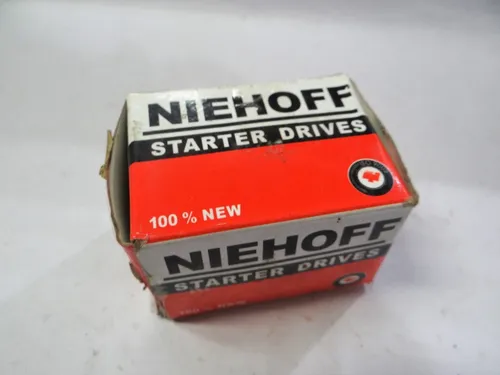 NIEHOFF
STARTER DRIVES
100 % NEW
NIEHOFF
STARTER DRIVES